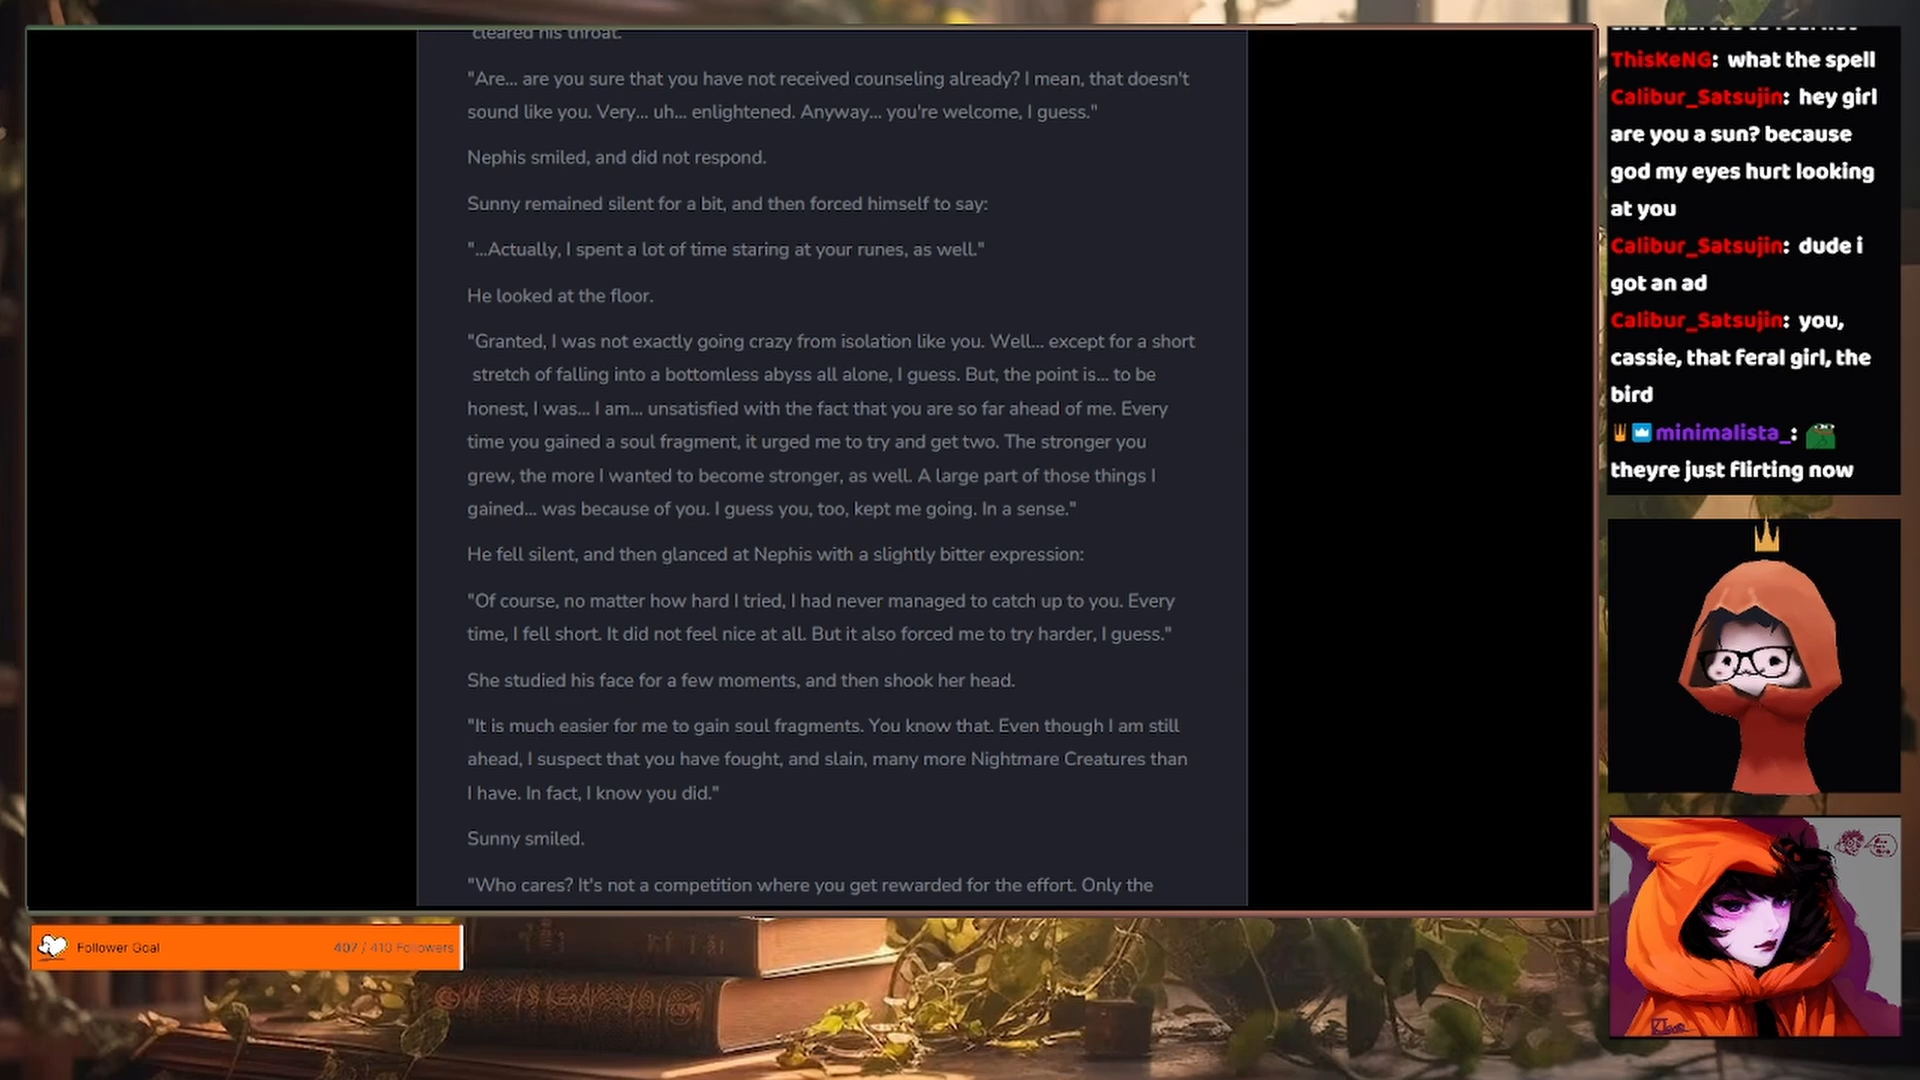 cleared his throat.
"Are... are you sure that you have not received counseling already? I mean, that doesn't
sound like you. Very... uh... enlightened. Anyway... you're welcome, I guess."
Nephis smiled, and did not respond.
Sunny remained silent for a bit, and then forced himself to say:
"...Actually, I spent a lot of time staring at your runes, as well."
He looked at the floor.
"Granted, I was not exactly going crazy from isolation like you. Well... except for a short
stretch of falling into a bottomless abyss all alone, I guess. But, the point is... to be
honest, I was... I am... unsatisfied with the fact that you are so far ahead of me. Every
time you gained a soul fragment, it urged me to try and get two. The stronger you
grew, the more I wanted to become stronger, as well. A large part of those things I
gained... was because of you. I guess you, too, kept me going. In a sense."
He fell silent, and then glanced at Nephis with a slightly bitter expression:
"Of course, no matter how hard I tried, I had never managed to catch up to you. Every
time, I fell short. It did not feel nice at all. But it also forced me to try harder, I guess."
She studied his face for a few moments, and then shook her head.
"It is much easier for me to gain soul fragments. You know that. Even though I am still
ahead, I suspect that you have fought, and slain, many more Nightmare Creatures than
I have. In fact, I know you did."
Sunny smiled.
"Who cares? It's not a competition where you get rewarded for the effort. Only the
ThisKeNG: what the spell
Calibur_Satsujin: hey girl
are you a sun? because
god my eyes hurt looking
at you
Calibur_Satsujin: dude i
got an ad
Calibur_Satsujin: you,
cassie, that feral girl, the
bird
minimalista_:
theyre just flirting now
Follower Goal
407 / 410 Followers